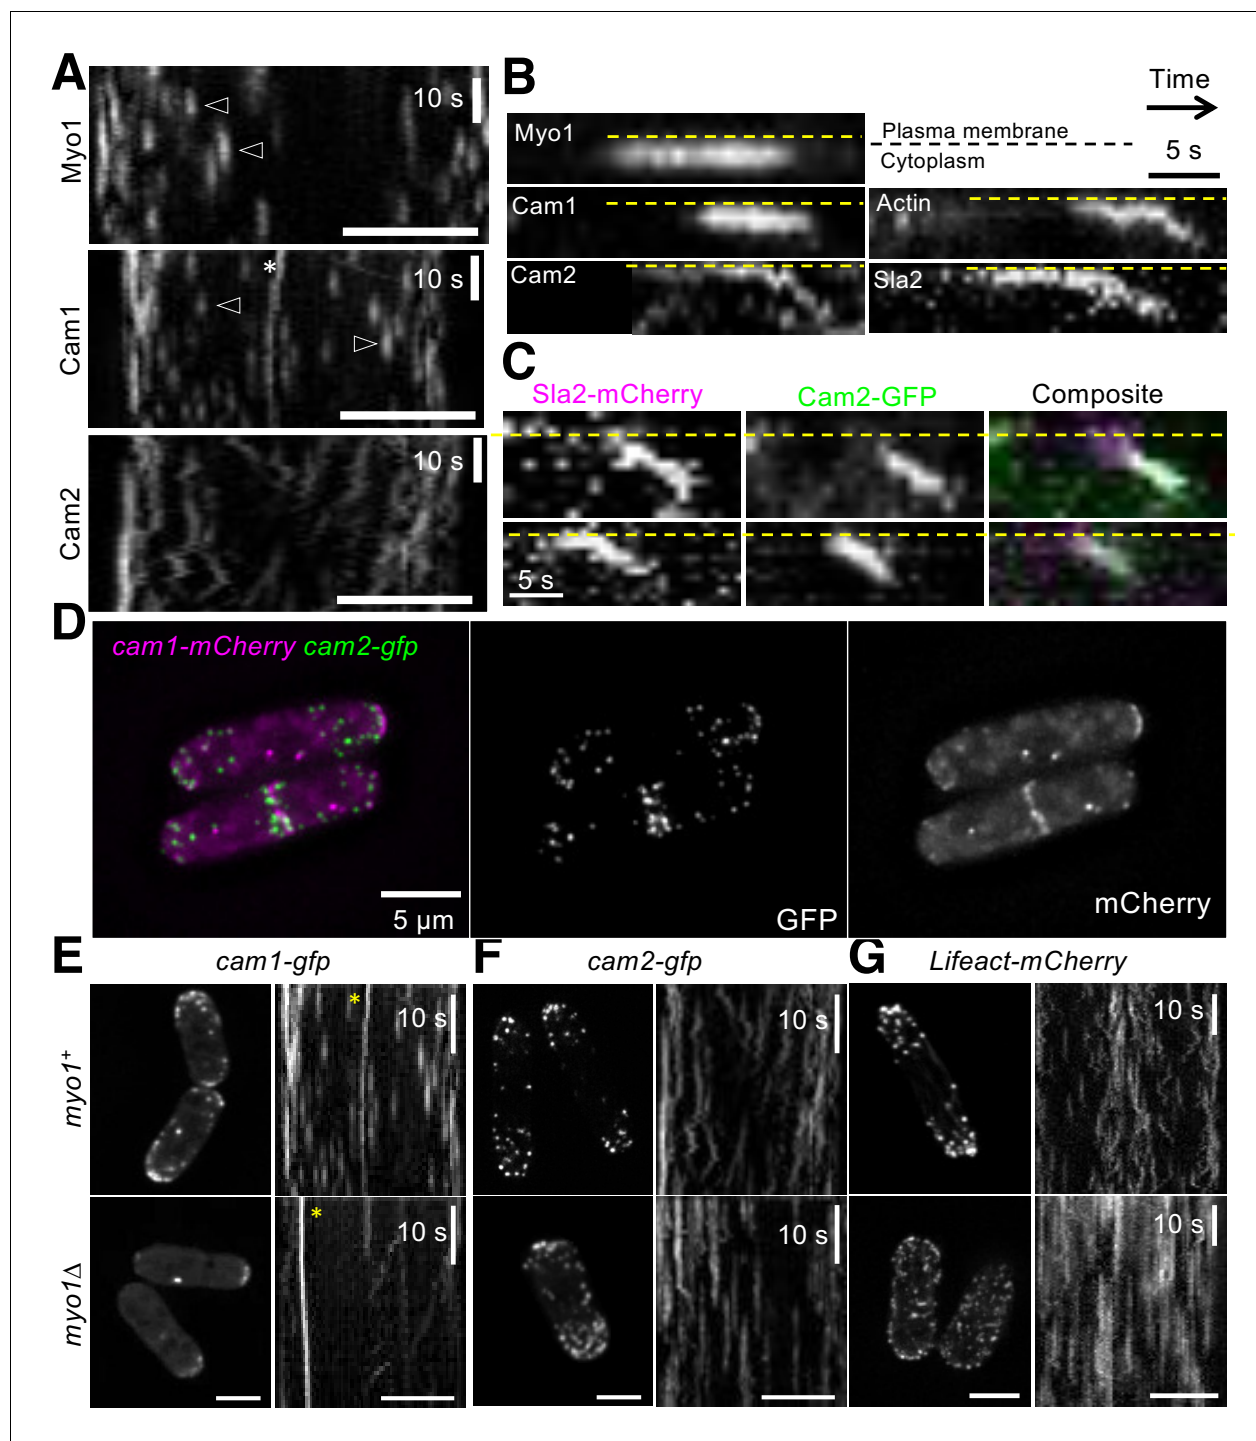 A
Myo1
10 s
Cam1
*
10 s
Cam2
10 s
B
Time
Myo1
Plasma membrane
Cytoplasm
5 s
Cam1
Actin
Cam2
Sla2
C
Sla2-mCherry
Cam2-GFP
Composite
5 s
D
cam1-mCherry cam2-gfp
5 μm
GFP
mCherry
E
cam1-gfp
F
cam2-gfp
G
Lifeact-mCherry
myo1+
*
10 s
10 s
10 s
myo1Δ
*
10 s
10 s
10 s